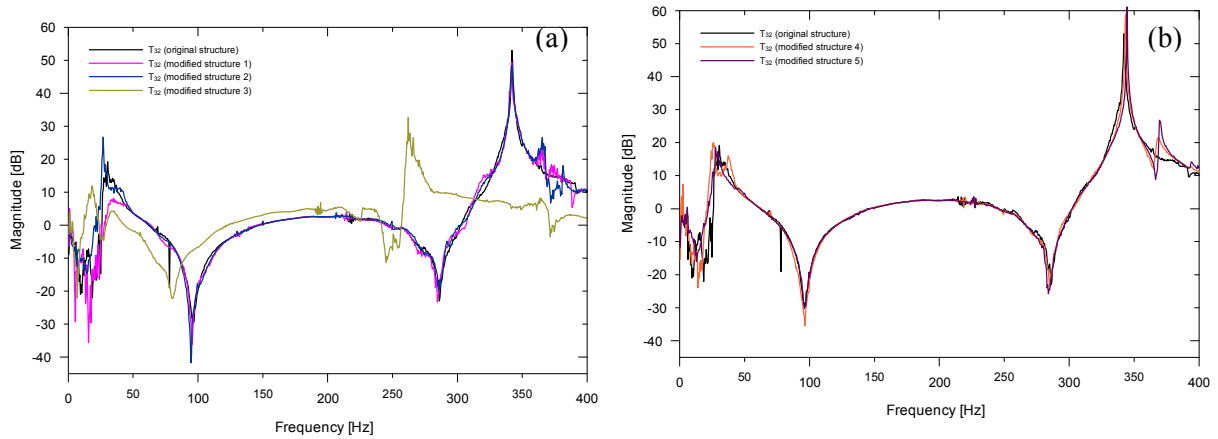 (a)
T32 (original structure)
T32 (modified structure 1)
T32 (modified structure 2)
T32 (modified structure 3)
Magnitude [dB]
60
50
40
30
20
10
0
-10
-20
-30
-40
0 50 100 150 200 250 300 350 400
Frequency [Hz]
(b)
T32 (original structure)
T32 (modified structure 4)
T32 (modified structure 5)
Magnitude [dB]
60
50
40
30
20
10
0
-10
-20
-30
-40
0 50 100 150 200 250 300 350 400
Frequency [Hz]